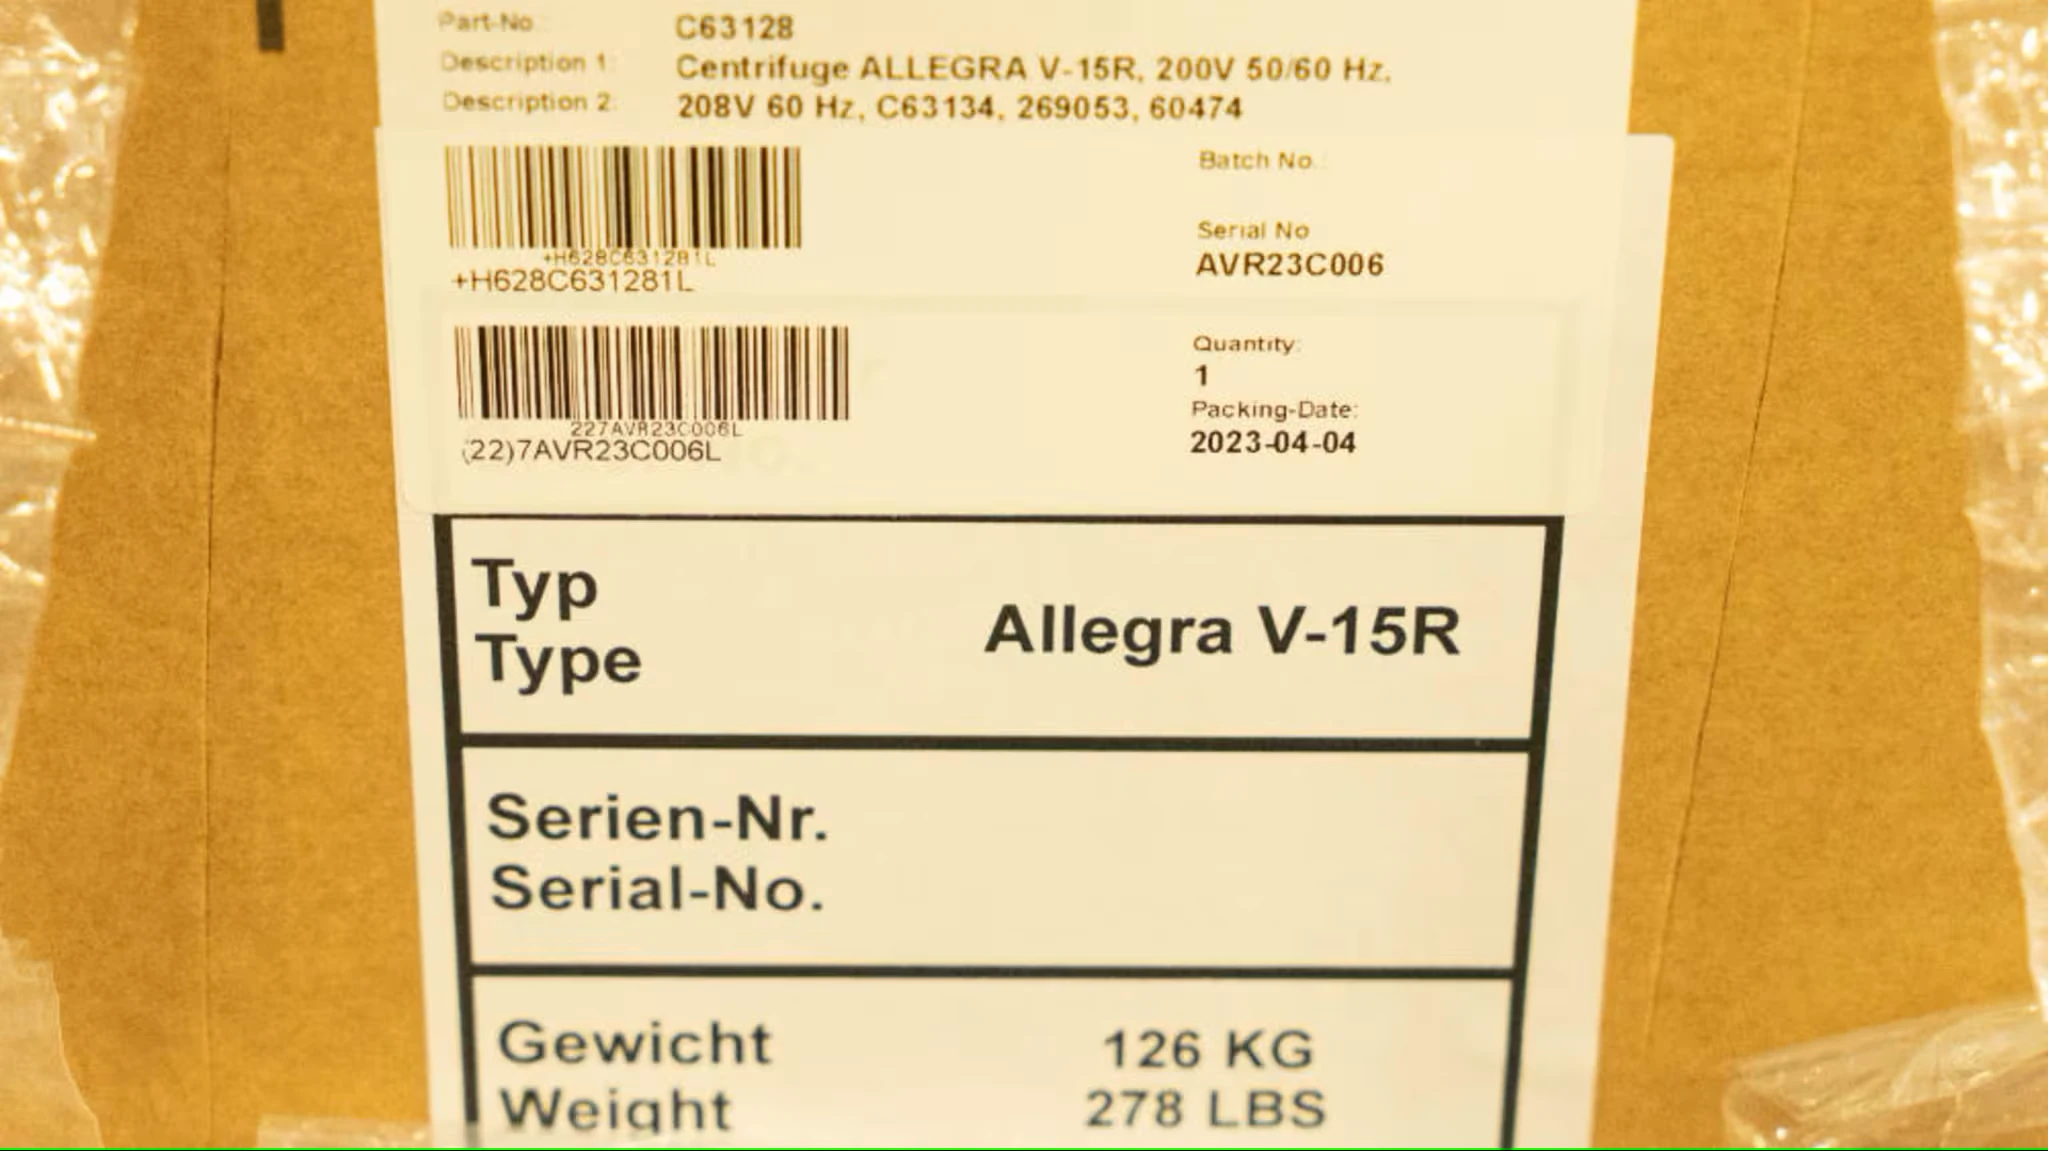 Part-No.: C63128
Description 1: Centrifuge ALLEGRA V-15R, 200V 50/60 Hz,
Description 2: 208V 60 Hz, C63134, 269053, 60474
Batch No.:
+H628C631281L
+H628C631281L
Serial No
AVR23C006
227AVR23C006L
(22)7AVR23C006L
Quantity:
1
Packing-Date:
2023-04-04
Typ
Type
Allegra V-15R
Serien-Nr.
Serial-No.
Gewicht 126 KG
Weight 278 LBS